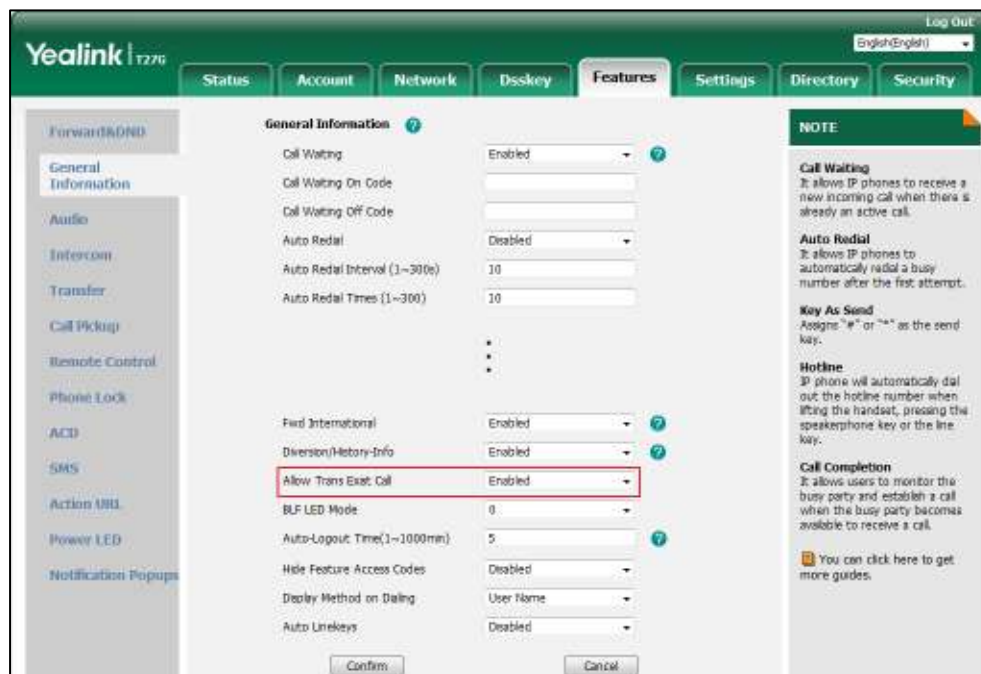 Log Out
Yealink T27G
English(English)
Status Account Network Dsskey Features Settings Directory Security
Forward&DND
General
Information
Audio
Intercom
Transfer
Call Pickup
Remote Control
Phone Lock
ACD
SMS
Action URL
Power LED
Notification Popups
General Information ?
Call Waiting Enabled ?
Call Waiting On Code
Call Waiting Off Code
Auto Redial Disabled
Auto Redial Interval (1~300s) 10
Auto Redial Times (1~300) 10
Fwd International Enabled ?
Diversion/History-Info Enabled ?
Allow Trans Exist Call Enabled
BLF LED Mode 0
Auto-Logout Time(1~1000min) 5 ?
Hide Feature Access Codes Disabled
Display Method on Dialing User Name
Auto Linekeys Disabled
Confirm Cancel
NOTE
Call Waiting
It allows IP phones to receive a
new incoming call when there is
already an active call.
Auto Redial
It allows IP phones to
automatically redial a busy
number after the first attempt.
Key As Send
Assigns "#" or "*" as the send
key.
Hotline
IP phone will automatically dial
out the hotline number when
lifting the handset, pressing the
speakerphone key or the line
key.
Call Completion
It allows users to monitor the
busy party and establish a call
when the busy party becomes
available to receive a call.
You can click here to get
more guides.